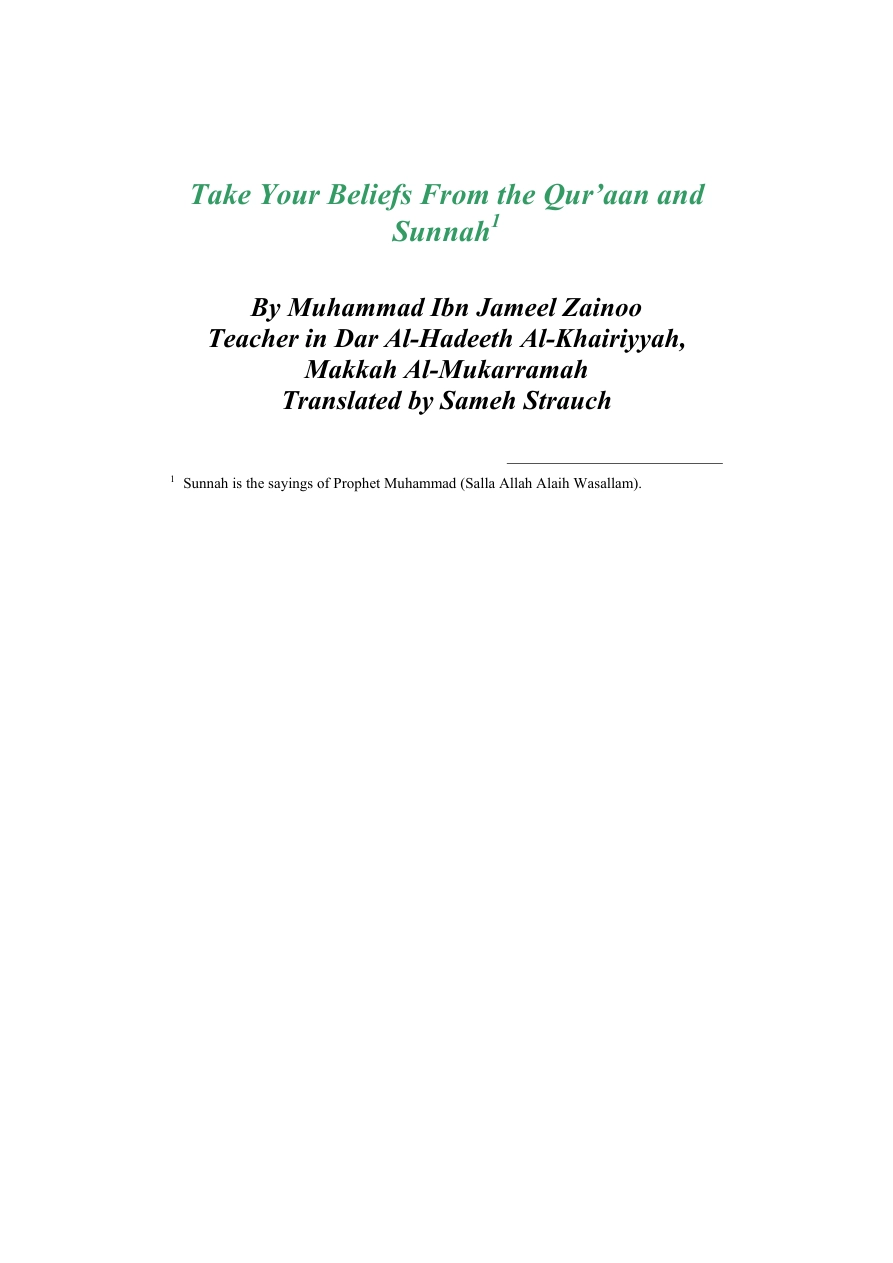 Take Your Beliefs From the Qur’aan and
Sunnah¹
By Muhammad Ibn Jameel Zainoo
Teacher in Dar Al-Hadeeth Al-Khairiyyah,
Makkah Al-Mukarramah
Translated by Sameh Strauch
¹ Sunnah is the sayings of Prophet Muhammad (Salla Allah Alaih Wasallam).